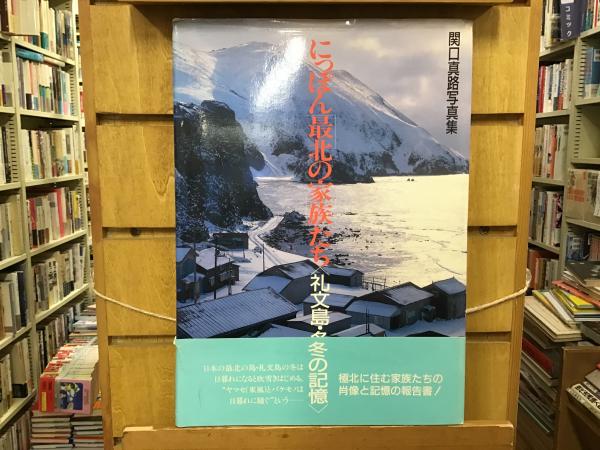 関口真路写真集
にっぽん最北の家族たち
〈礼文島・冬の記憶〉
日本の最北の島・礼文島の冬は
日暮れになると吹雪きはじめる。
“ヤマセ(東風)とバケモノは
日暮れに騒ぐ”という――
極北に住む家族たちの
肖像と記憶の報告書!
コミック